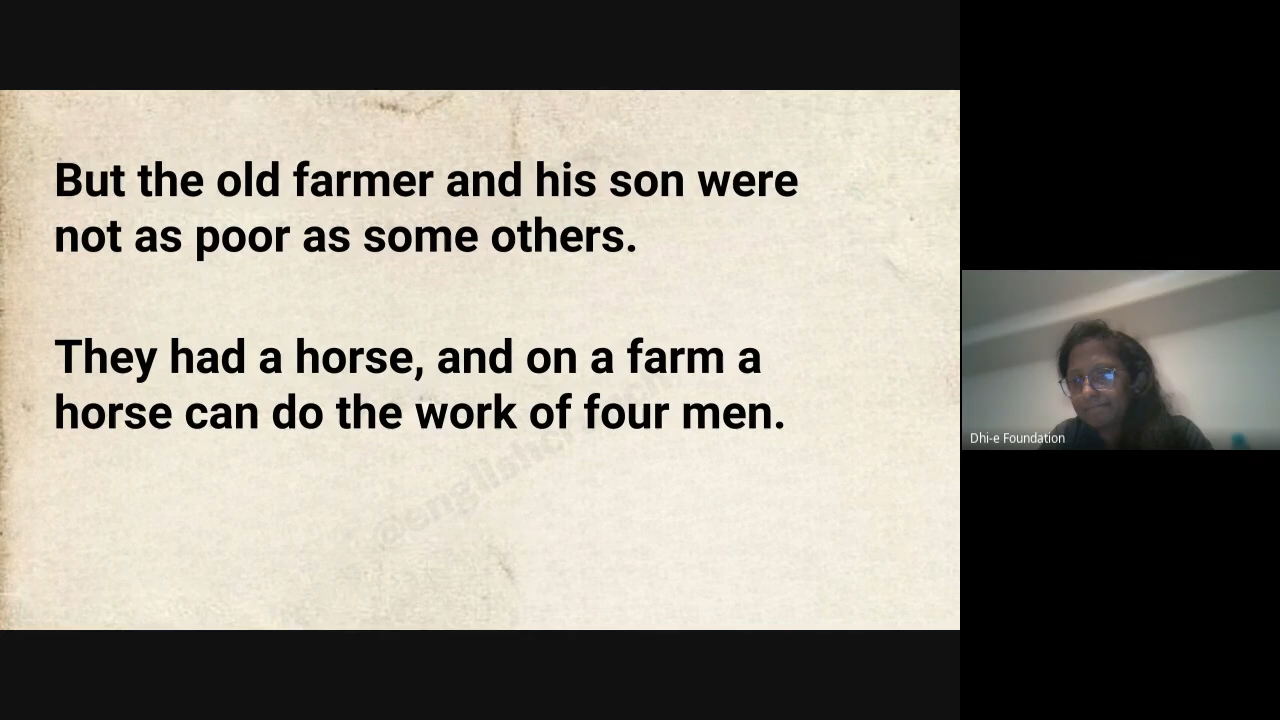 But the old farmer and his son were
not as poor as some others.
They had a horse, and on a farm a
horse can do the work of four men.
Dhi-e Foundation